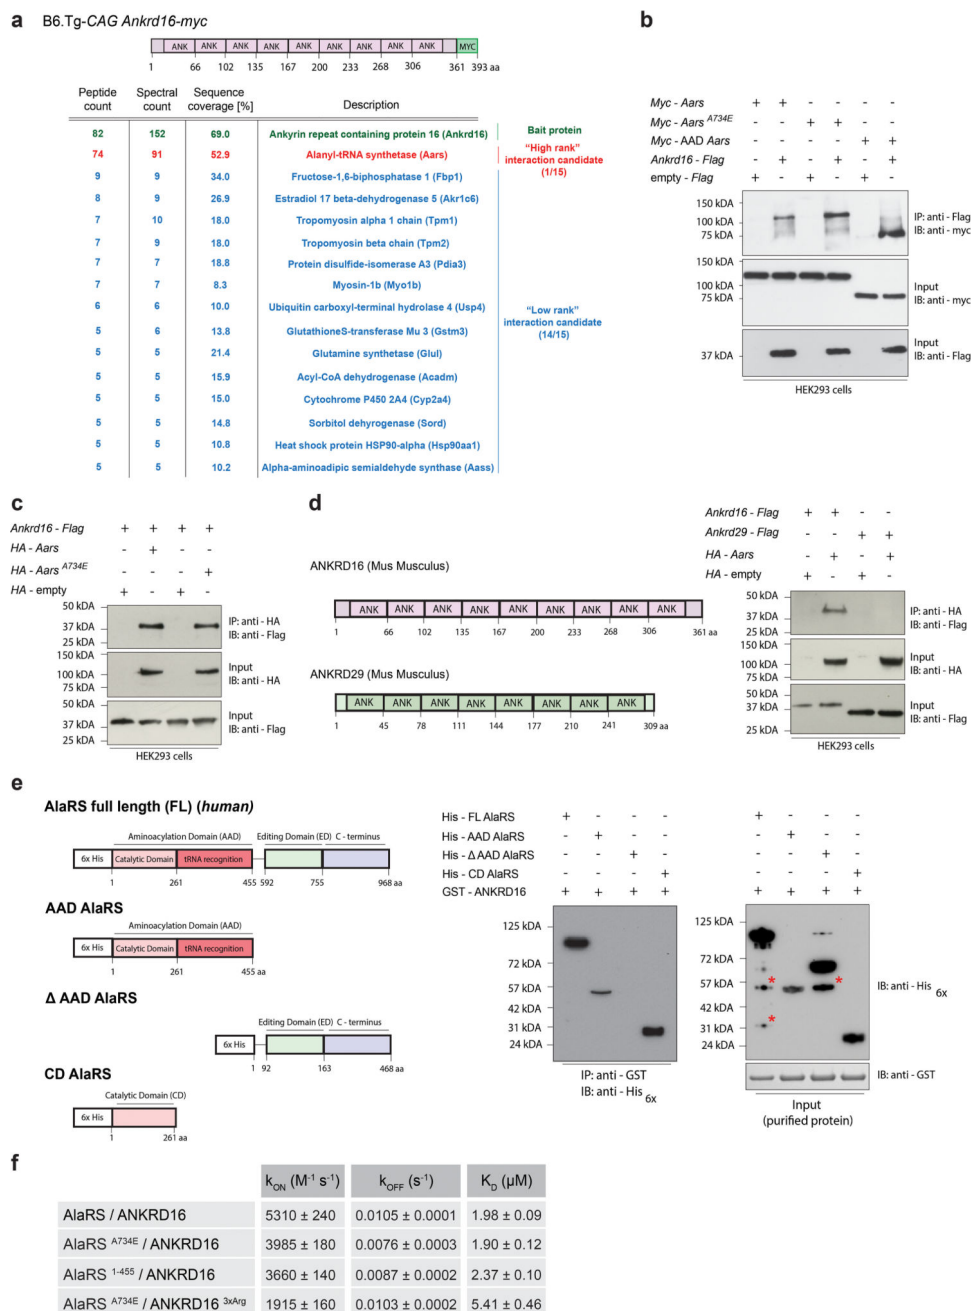 a
B6.Tg-CAG Ankrd16-myc
ANK ANK ANK ANK ANK ANK ANK ANK ANK MYC
1 66 102 135 167 200 233 268 306 361 393 aa
Peptide count Spectral count Sequence coverage [%] Description
82 152 69.0 Ankyrin repeat containing protein 16 (Ankrd16) Bait protein
74 91 52.9 Alanyl-tRNA synthetase (Aars) "High rank" interaction candidate (1/15)
9 9 34.0 Fructose-1,6-biphosphatase 1 (Fbp1)
8 9 26.9 Estradiol 17 beta-dehydrogenase 5 (Akr1c6)
7 10 18.0 Tropomyosin alpha 1 chain (Tpm1)
7 9 18.0 Tropomyosin beta chain (Tpm2)
7 7 18.8 Protein disulfide-isomerase A3 (Pdia3)
7 7 8.3 Myosin-1b (Myo1b)
6 6 10.0 Ubiquitin carboxyl-terminal hydrolase 4 (Usp4)
"Low rank" interaction candidate (14/15)
5 6 13.8 GlutathioneS-transferase Mu 3 (Gstm3)
5 5 21.4 Glutamine synthetase (Glul)
5 5 15.9 Acyl-CoA dehydrogenase (Acadm)
5 5 15.0 Cytochrome P450 2A4 (Cyp2a4)
5 5 14.8 Sorbitol dehyrogenase (Sord)
5 5 10.8 Heat shock protein HSP90-alpha (Hsp90aa1)
5 5 10.2 Alpha-aminoadipic semialdehyde synthase (Aass)
b
Myc - Aars + + - - - -
Myc - Aars A734E - - + + - -
Myc - AAD Aars - - - - + +
Ankrd16 - Flag - + - + - +
empty - Flag + - + - + -
150 kDA
100 kDA
75 kDA
IP: anti - Flag
IB: anti - myc
150 kDA
100 kDA
75 kDA
Input
IB: anti - myc
37 kDA
Input
IB: anti - Flag
HEK293 cells
c
Ankrd16 - Flag + + + +
HA - Aars - + - -
HA - Aars A734E - - - +
HA - empty + - + -
50 kDA
37 kDA
25 kDA
IP: anti - HA
IB: anti - Flag
150 kDA
100 kDA
75 kDA
Input
IB: anti - HA
50 kDA
37 kDA
25 kDA
Input
IB: anti - Flag
HEK293 cells
d
ANKRD16 (Mus Musculus)
ANK ANK ANK ANK ANK ANK ANK ANK ANK
1 66 102 135 167 200 233 268 306 361 aa
ANKRD29 (Mus Musculus)
ANK ANK ANK ANK ANK ANK ANK ANK
1 45 78 111 144 177 210 241 309 aa
Ankrd16 - Flag + + - -
Ankrd29 - Flag - - + +
HA - Aars - + - +
HA - empty + - + -
50 kDA
37 kDA
25 kDA
IP: anti - HA
IB: anti - Flag
150 kDA
100 kDA
75 kDA
Input
IB: anti - HA
50 kDA
37 kDA
25 kDA
Input
IB: anti - Flag
HEK293 cells
e
AlaRS full length (FL) (human)
Aminoacylation Domain (AAD) Editing Domain (ED) C - terminus
6x His Catalytic Domain tRNA recognition
1 261 455 592 755 968 aa
AAD AlaRS
Aminoacylation Domain (AAD)
6x His Catalytic Domain tRNA recognition
1 261 455 aa
Δ AAD AlaRS
Editing Domain (ED) C - terminus
6x His
1 92 163 468 aa
CD AlaRS
Catalytic Domain (CD)
6x His
1 261 aa
His - FL AlaRS + - - -
His - AAD AlaRS - + - -
His - Δ AAD AlaRS - - + -
His - CD AlaRS - - - +
GST - ANKRD16 + + + +
125 kDA
72 kDA
57 kDA
42 kDA
31 kDA
24 kDA
IP: anti - GST
IB: anti - His 6x
+ - - -
- + - -
- - + -
- - - +
+ + + +
125 kDA
72 kDA
57 kDA
42 kDA
31 kDA
24 kDA
* * *
IB: anti - His 6x
IB: anti - GST
Input
(purified protein)
f
kON (M-1 s-1) kOFF (s-1) KD (μM)
AlaRS / ANKRD16 5310 ± 240 0.0105 ± 0.0001 1.98 ± 0.09
AlaRS A734E / ANKRD16 3985 ± 180 0.0076 ± 0.0003 1.90 ± 0.12
AlaRS 1-455 / ANKRD16 3660 ± 140 0.0087 ± 0.0002 2.37 ± 0.10
AlaRS A734E / ANKRD16 3xArg 1915 ± 160 0.0103 ± 0.0002 5.41 ± 0.46